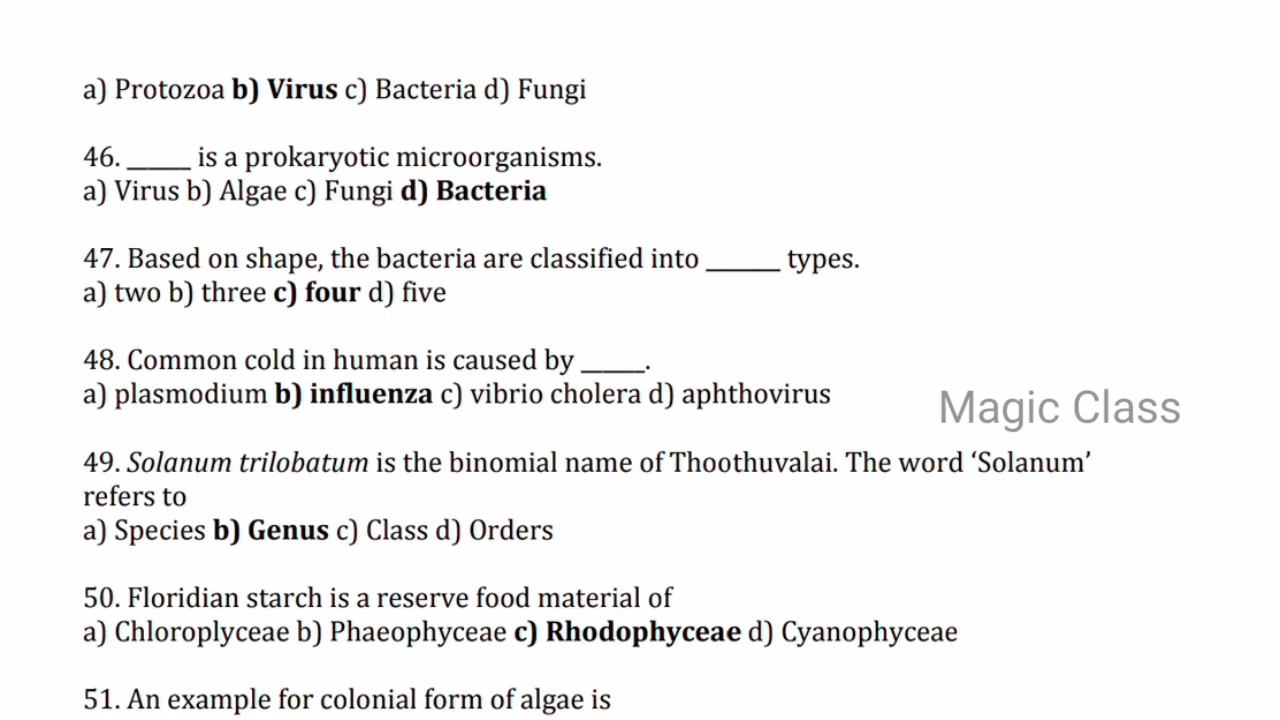 a) Protozoa b) Virus c) Bacteria d) Fungi
46. _____ is a prokaryotic microorganisms.
a) Virus b) Algae c) Fungi d) Bacteria
47. Based on shape, the bacteria are classified into ______ types.
a) two b) three c) four d) five
48. Common cold in human is caused by _____.
a) plasmodium b) influenza c) vibrio cholera d) aphthovirus
Magic Class
49. Solanum trilobatum is the binomial name of Thoothuvalai. The word ‘Solanum’
refers to
a) Species b) Genus c) Class d) Orders
50. Floridian starch is a reserve food material of
a) Chloroplyceae b) Phaeophyceae c) Rhodophyceae d) Cyanophyceae
51. An example for colonial form of algae is